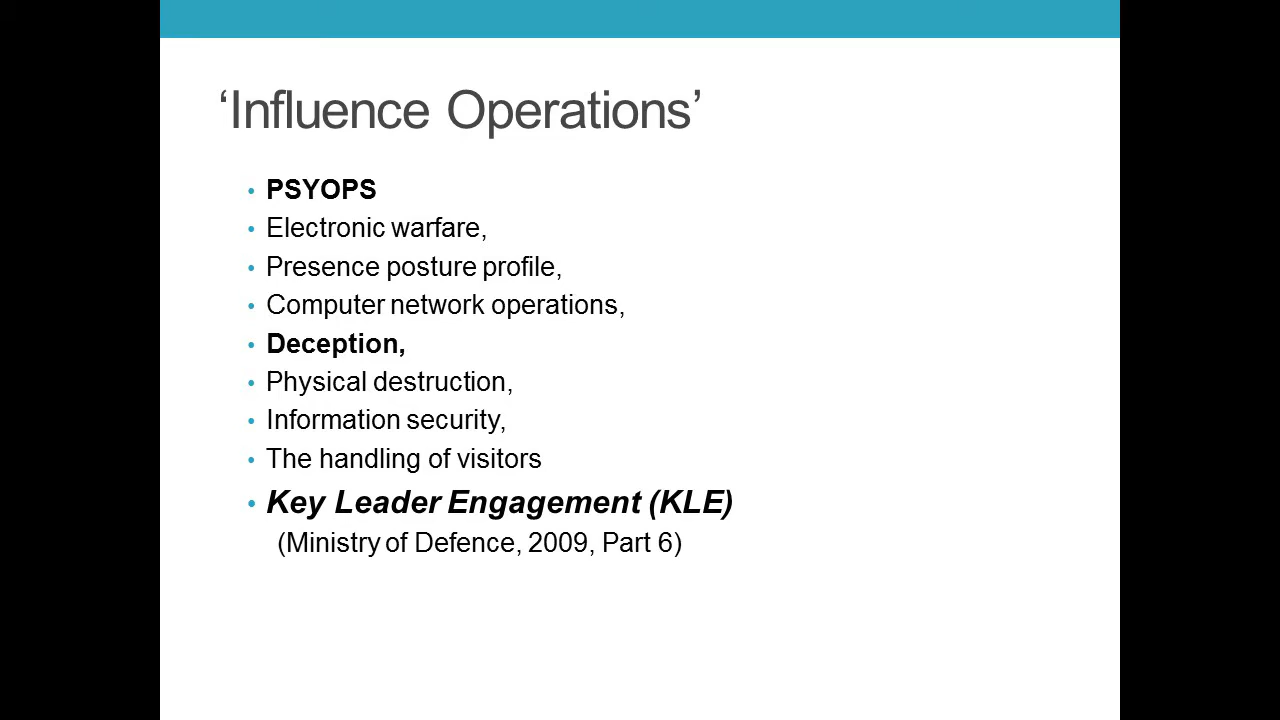 ‘Influence Operations’
• PSYOPS
• Electronic warfare,
• Presence posture profile,
• Computer network operations,
• Deception,
• Physical destruction,
• Information security,
• The handling of visitors
• Key Leader Engagement (KLE)
(Ministry of Defence, 2009, Part 6)